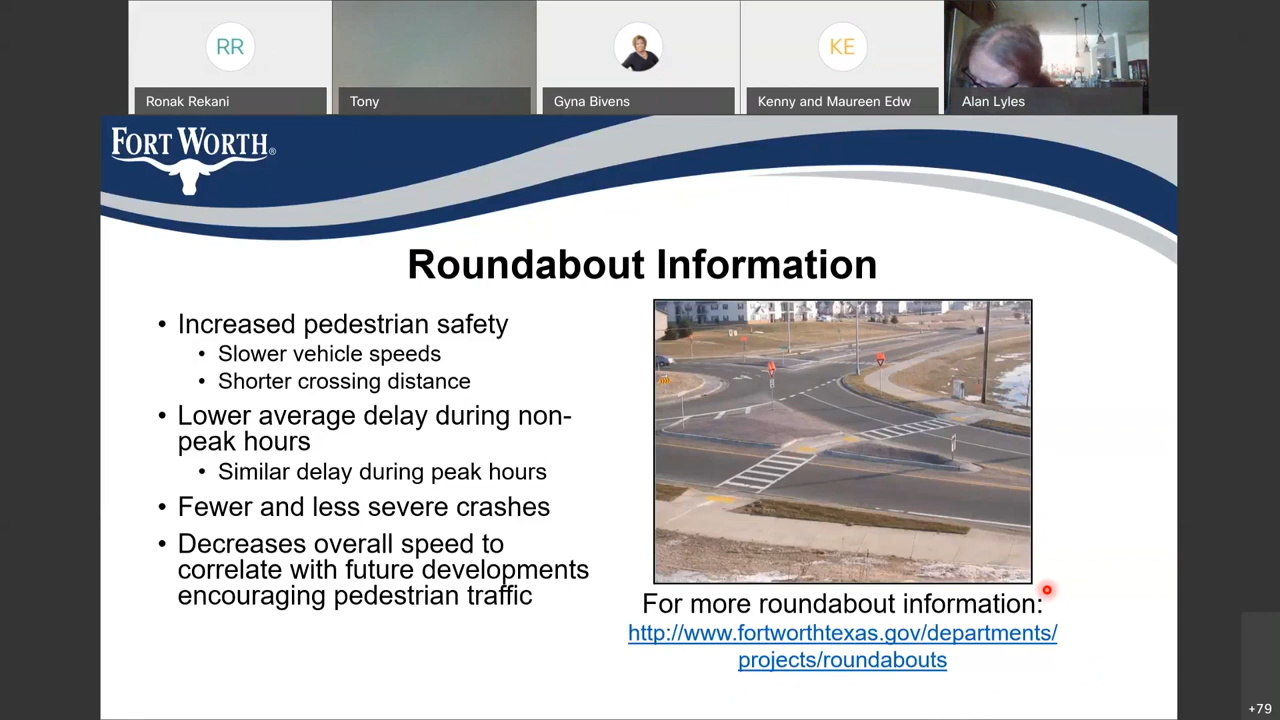 RR
KE
Ronak Rekani
Tony
Gyna Bivens
Kenny and Maureen Edw
Alan Lyles
FORT WORTH®
Roundabout Information
• Increased pedestrian safety
• Slower vehicle speeds
• Shorter crossing distance
• Lower average delay during non-
peak hours
• Similar delay during peak hours
• Fewer and less severe crashes
• Decreases overall speed to
correlate with future developments
encouraging pedestrian traffic
For more roundabout information:
http://www.fortworthtexas.gov/departments/
projects/roundabouts
+79